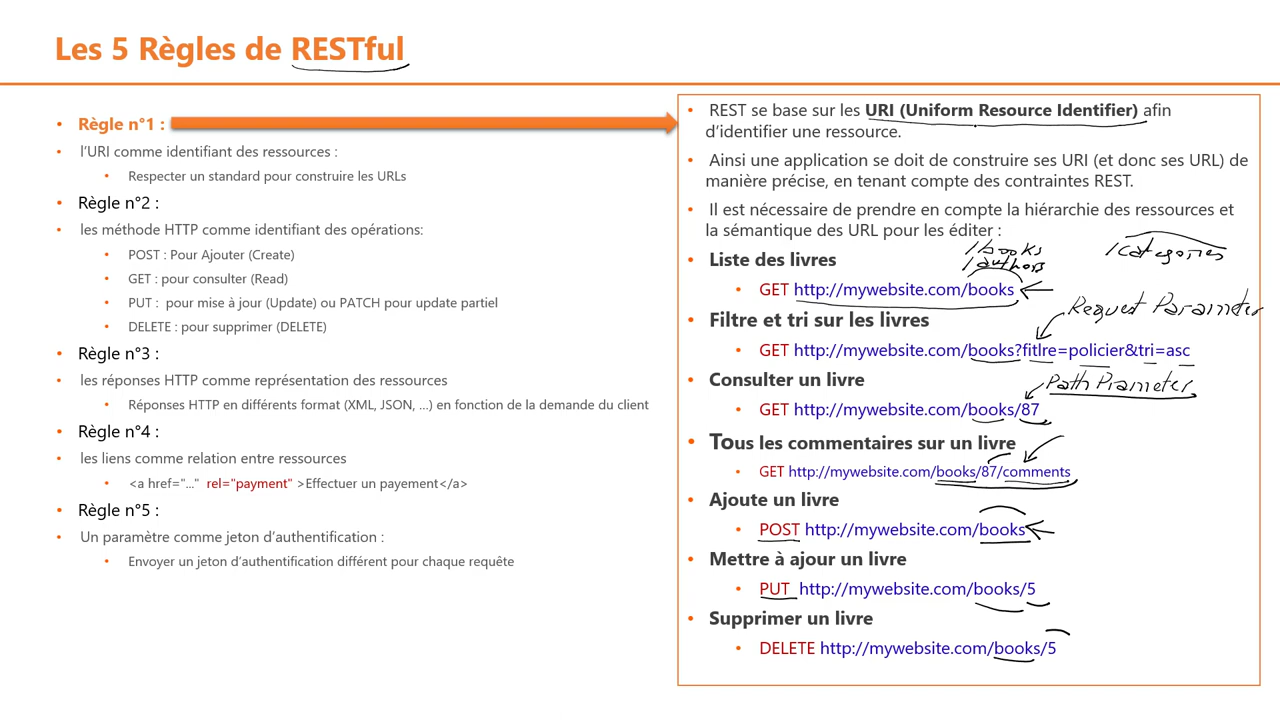 Les 5 Règles de RESTful
• Règle n°1 :
• l'URI comme identifiant des ressources :
• Respecter un standard pour construire les URLs
• Règle n°2 :
• les méthode HTTP comme identifiant des opérations:
• POST : Pour Ajouter (Create)
• GET : pour consulter (Read)
• PUT : pour mise à jour (Update) ou PATCH pour update partiel
• DELETE : pour supprimer (DELETE)
• Règle n°3 :
• les réponses HTTP comme représentation des ressources
• Réponses HTTP en différents format (XML, JSON, ...) en fonction de la demande du client
• Règle n°4 :
• les liens comme relation entre ressources
• <a href="..." rel="payment" >Effectuer un payement</a>
• Règle n°5 :
• Un paramètre comme jeton d'authentification :
• Envoyer un jeton d'authentification différent pour chaque requête
• REST se base sur les URI (Uniform Resource Identifier) afin
d'identifier une ressource.
• Ainsi une application se doit de construire ses URI (et donc ses URL) de
manière précise, en tenant compte des contraintes REST.
• Il est nécessaire de prendre en compte la hiérarchie des ressources et
la sémantique des URL pour les éditer :
/books
/authors
/categories
• Liste des livres
• GET http://mywebsite.com/books
• Filtre et tri sur les livres
Request Parameter
• GET http://mywebsite.com/books?fitlre=policier&tri=asc
• Consulter un livre
Path Prameter
• GET http://mywebsite.com/books/87
• Tous les commentaires sur un livre
• GET http://mywebsite.com/books/87/comments
• Ajoute un livre
• POST http://mywebsite.com/books
• Mettre à ajour un livre
• PUT http://mywebsite.com/books/5
• Supprimer un livre
• DELETE http://mywebsite.com/books/5